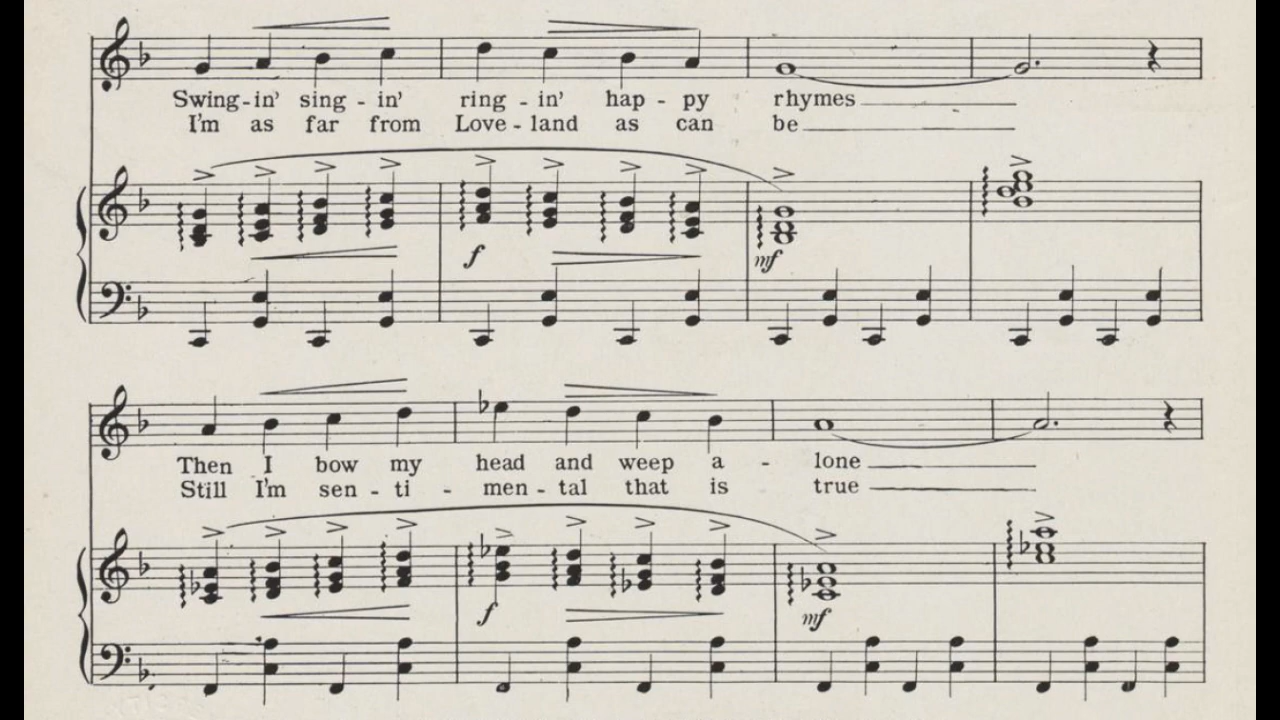 Swing-in' sing-in' ring-in' hap-py rhymes
I'm as far from Love-land as can be
f mf
Then I bow my head and weep a-lone
Still I'm sen-ti-men-tal that is true
f mf